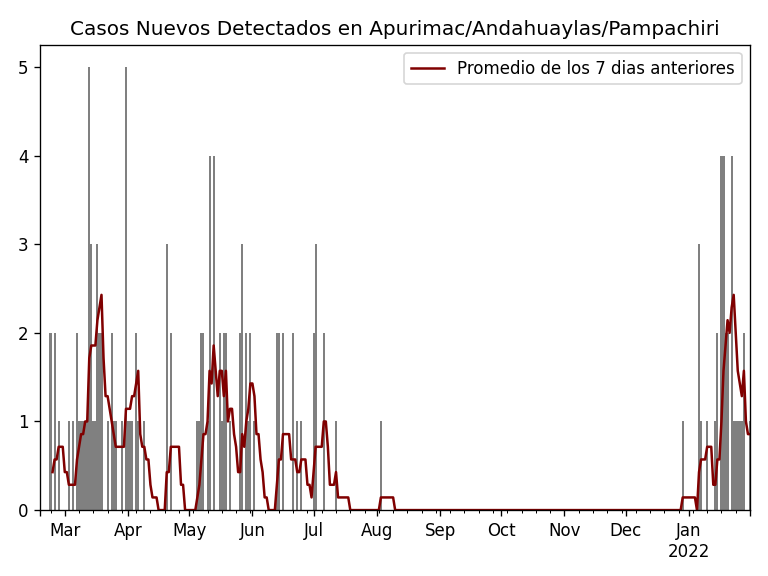 Casos Nuevos Detectados en Apurimac/Andahuaylas/Pampachiri
Promedio de los 7 dias anteriores
5
4
3
2
1
0
Mar Apr May Jun Jul Aug Sep Oct Nov Dec Jan
2022